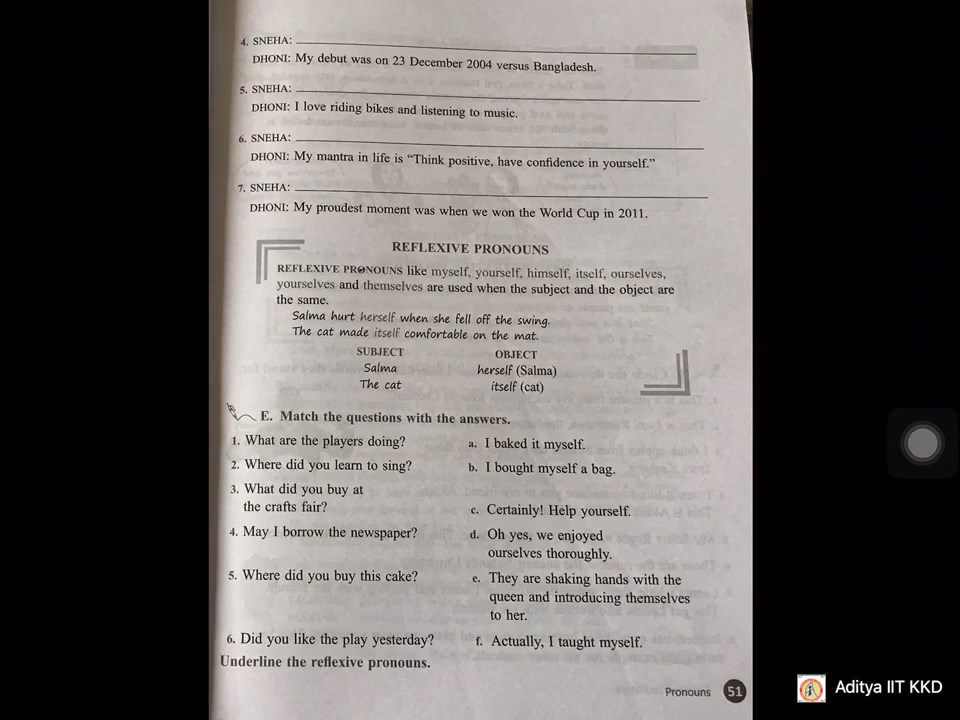 4. SNEHA:
DHONI: My debut was on 23 December 2004 versus Bangladesh.
5. SNEHA:
DHONI: I love riding bikes and listening to music.
6. SNEHA:
DHONI: My mantra in life is “Think positive, have confidence in yourself.”
7. SNEHA:
DHONI: My proudest moment was when we won the World Cup in 2011.
REFLEXIVE PRONOUNS
REFLEXIVE PRONOUNS like myself, yourself, himself, itself, ourselves,
yourselves and themselves are used when the subject and the object are
the same.
Salma hurt herself when she fell off the swing.
The cat made itself comfortable on the mat.
SUBJECT OBJECT
Salma herself (Salma)
The cat itself (cat)
E. Match the questions with the answers.
1. What are the players doing? a. I baked it myself.
2. Where did you learn to sing? b. I bought myself a bag.
3. What did you buy at
the crafts fair? c. Certainly! Help yourself.
4. May I borrow the newspaper? d. Oh yes, we enjoyed
ourselves thoroughly.
5. Where did you buy this cake? e. They are shaking hands with the
queen and introducing themselves
to her.
6. Did you like the play yesterday? f. Actually, I taught myself.
Underline the reflexive pronouns.
Pronouns 51
Aditya IIT KKD